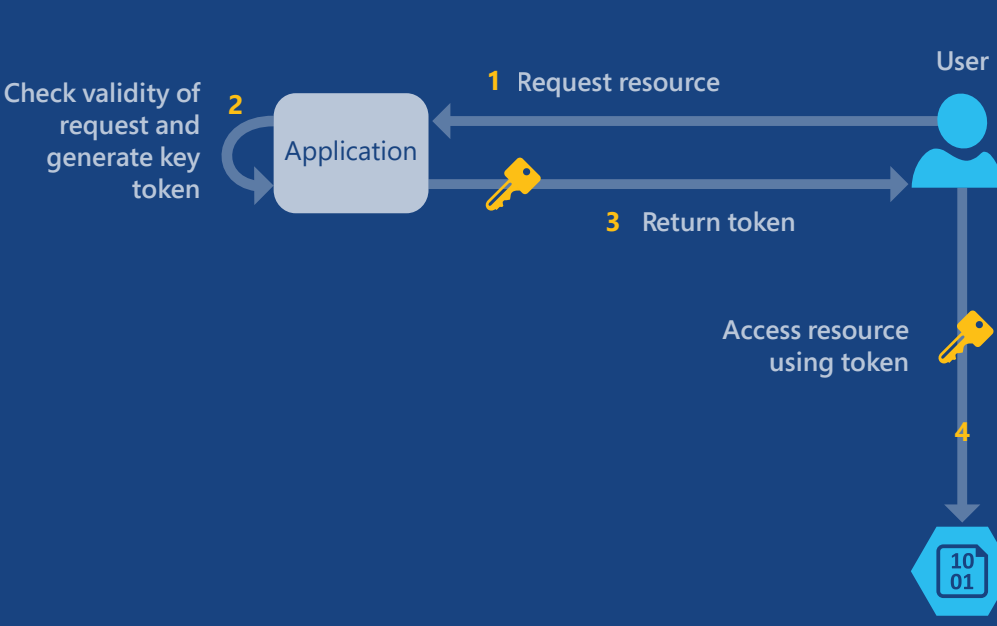 User
1 Request resource
Check validity of
request and
generate key
token
2
Application
3 Return token
Access resource
using token
4
10
01